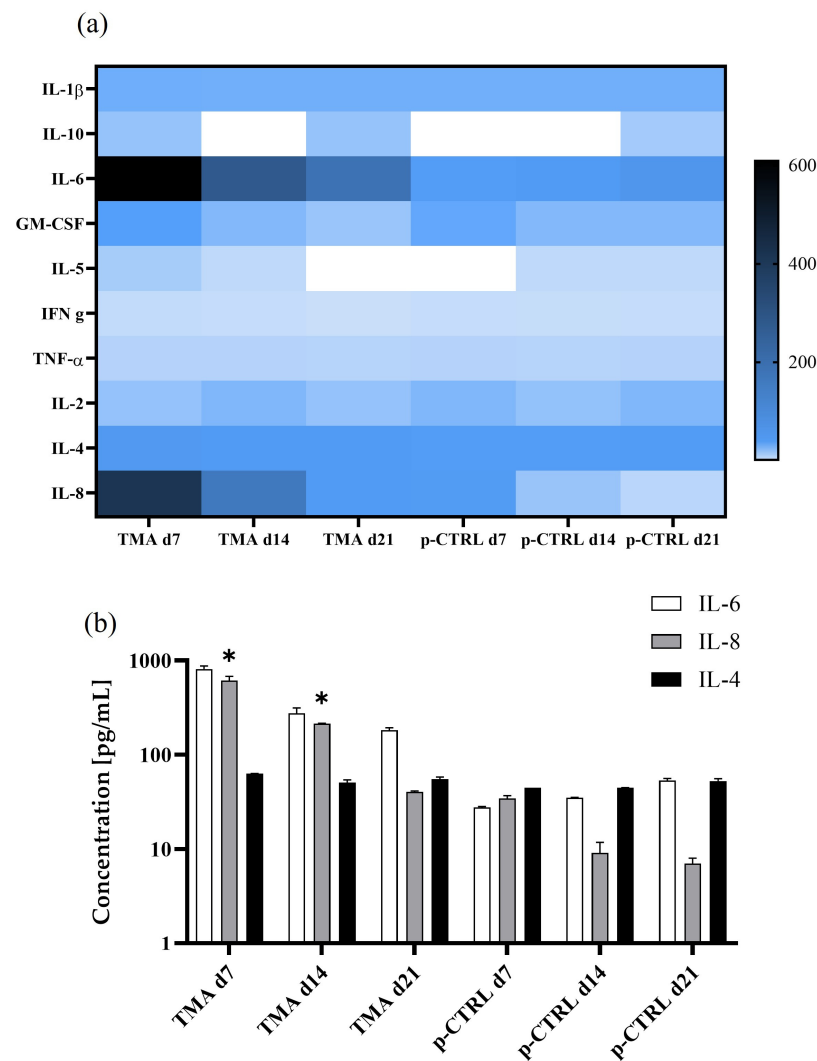 (a)
IL-1β
IL-10
IL-6
GM-CSF
IL-5
IFN g
TNF-α
IL-2
IL-4
IL-8
TMA d7 TMA d14 TMA d21 p-CTRL d7 p-CTRL d14 p-CTRL d21
600
400
200
(b)
IL-6
IL-8
IL-4
Concentration [pg/mL]
1000
100
10
1
*
*
TMA d7
TMA d14
TMA d21
p-CTRL d7
p-CTRL d14
p-CTRL d21